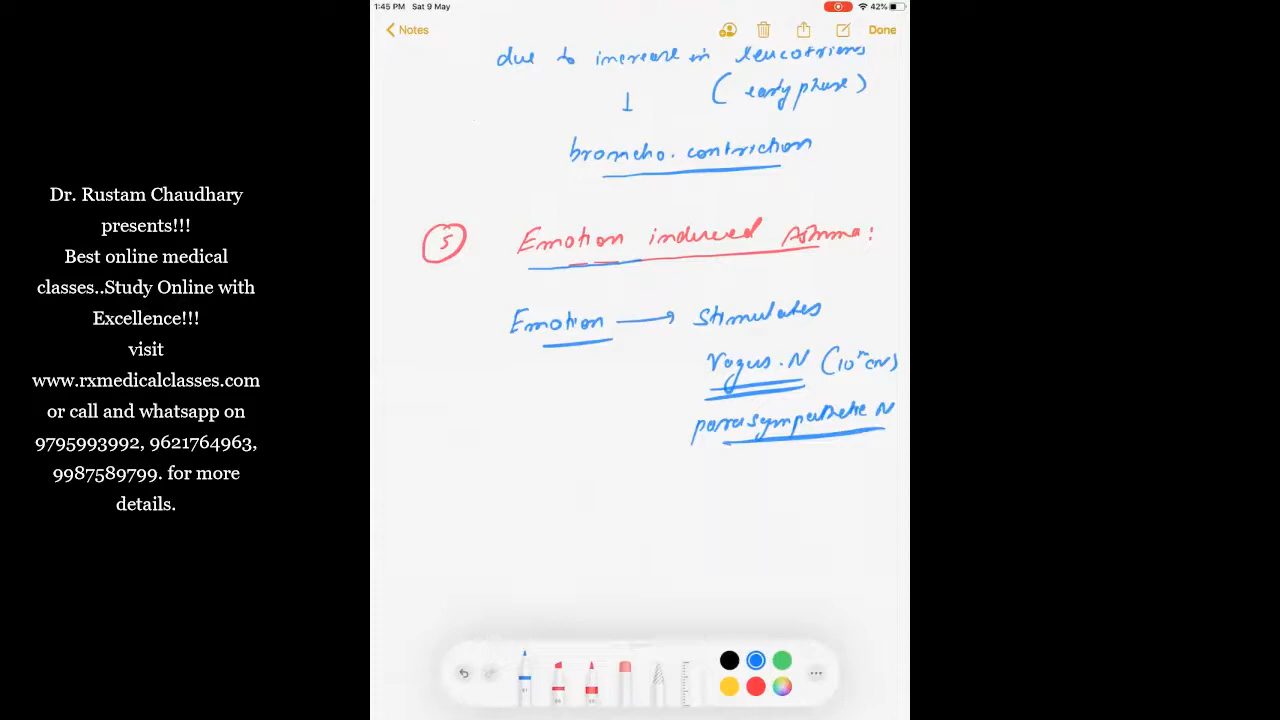 1:45 PM Sat 9 May
42%
Notes
Done
Dr. Rustam Chaudhary
presents!!!
Best online medical
classes..Study Online with
Excellence!!!
visit
www.rxmedicalclasses.com
or call and whatsapp on
9795993992, 9621764963,
9987589799. for more
details.
due to increase in leucotriens
(early phase)
broncho.contriction
5 Emotion induced Asthma:
Emotion → Stimulates
Vagus.N (10th CN)
parasympathetic N